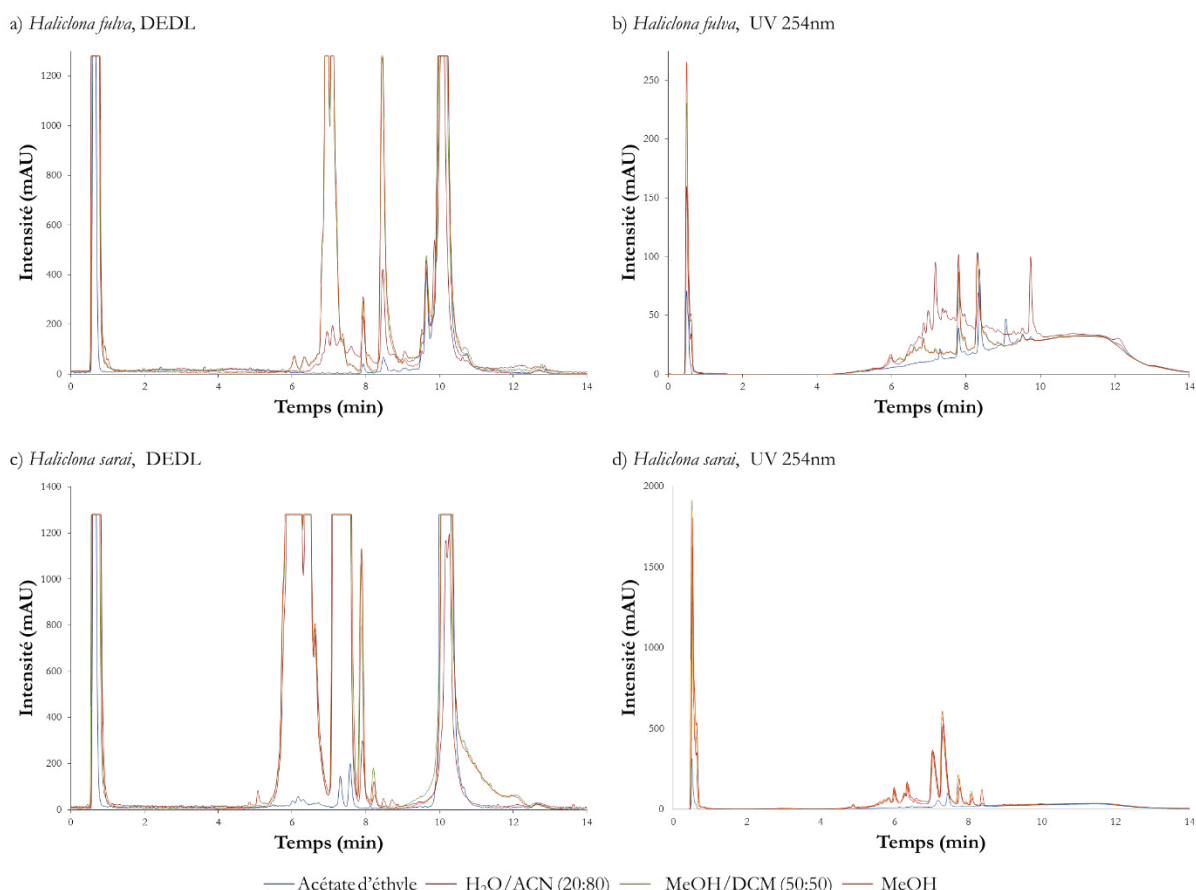 a) Haliclona fulva, DEDL
Intensité (mAU)
1200
1000
800
600
400
200
0
0 2 4 6 8 10 12 14
Temps (min)
b) Haliclona fulva, UV 254nm
Intensité (mAU)
250
200
150
100
50
0
0 2 4 6 8 10 12 14
Temps (min)
c) Haliclona sarai, DEDL
Intensité (mAU)
1400
1200
1000
800
600
400
200
0
0 2 4 6 8 10 12 14
Temps (min)
d) Haliclona sarai, UV 254nm
Intensité (mAU)
2000
1500
1000
500
0
0 2 4 6 8 10 12 14
Temps (min)
Acétate d'éthyle H₂O/ACN (20:80) MeOH/DCM (50:50) MeOH